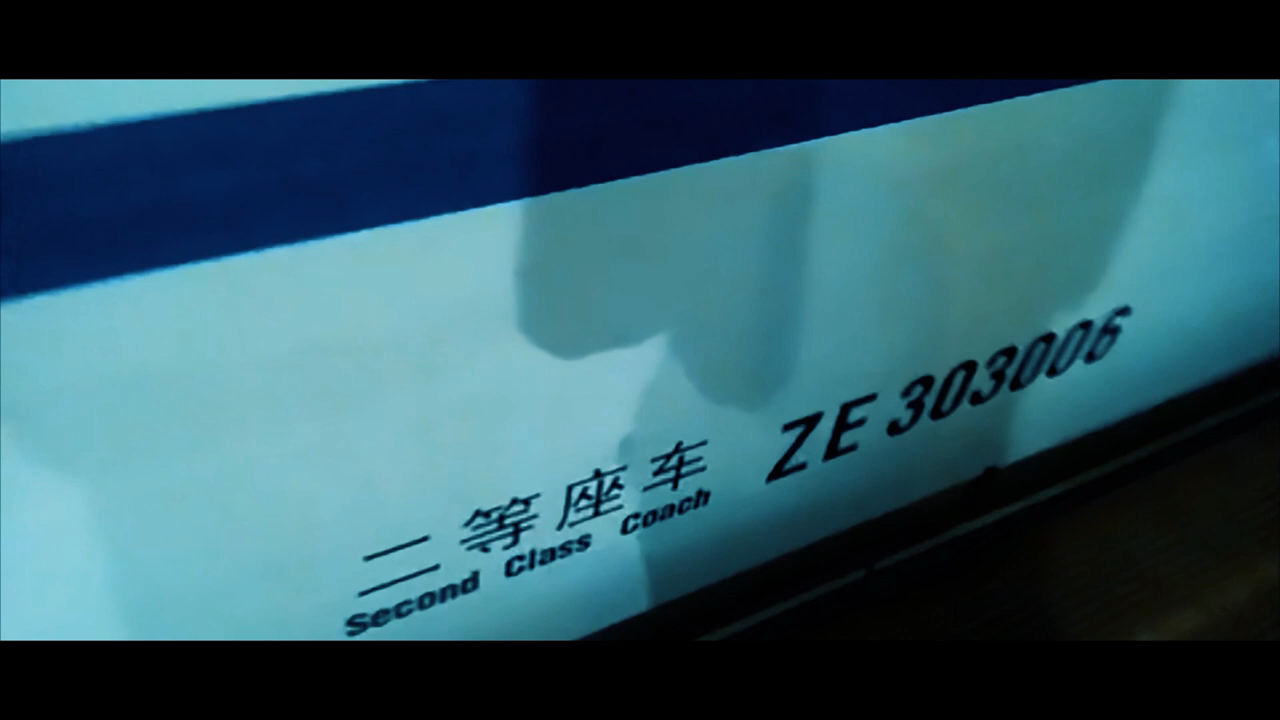 二等座车 ZE 303006
Second Class Coach